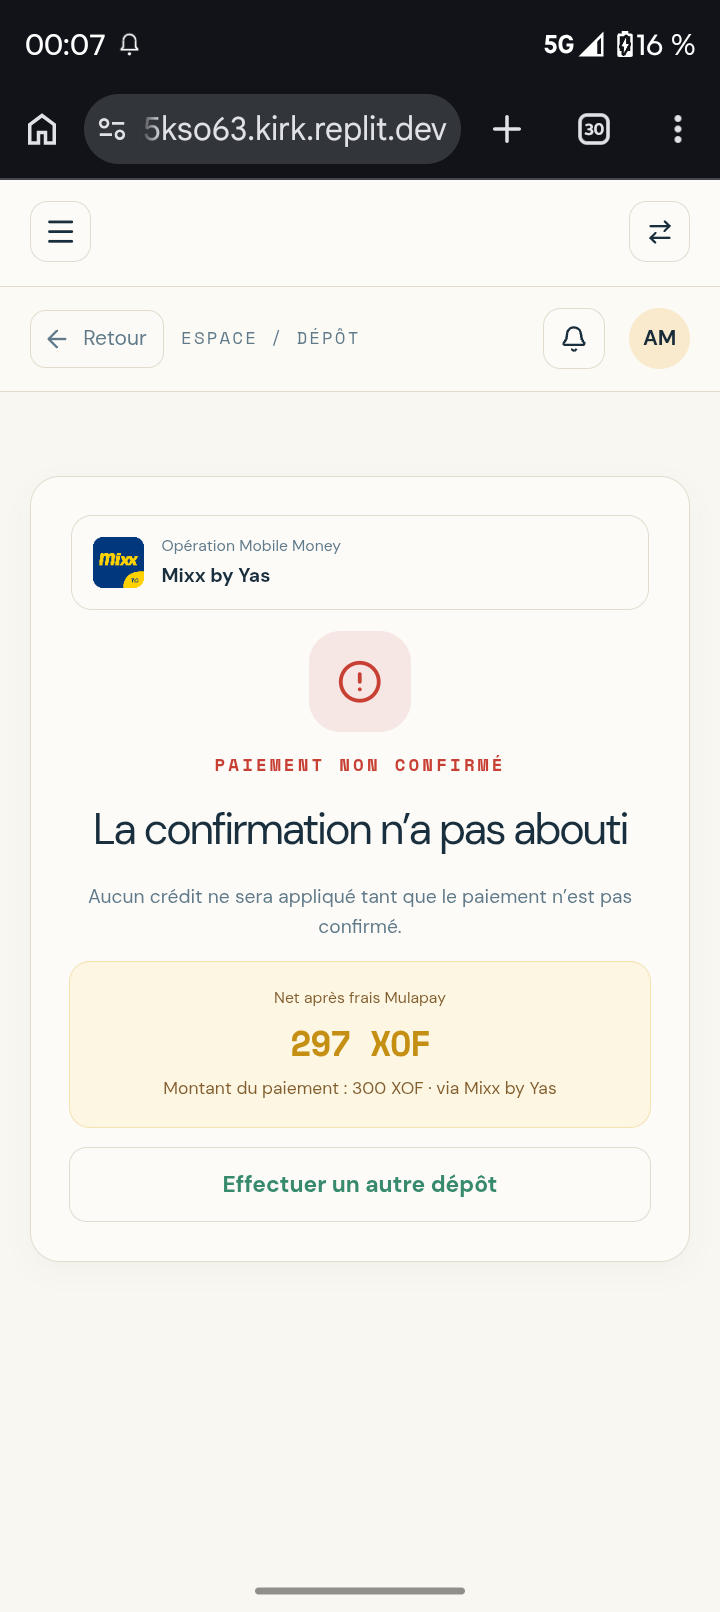 00:07
5G
16 %
5kso63.kirk.replit.dev
30
Retour
ESPACE / DÉPÔT
AM
mixx
Opération Mobile Money
Mixx by Yas
PAIEMENT NON CONFIRMÉ
La confirmation n’a pas abouti
Aucun crédit ne sera appliqué tant que le paiement n’est pas
confirmé.
Net après frais Mulapay
297 XOF
Montant du paiement : 300 XOF · via Mixx by Yas
Effectuer un autre dépôt